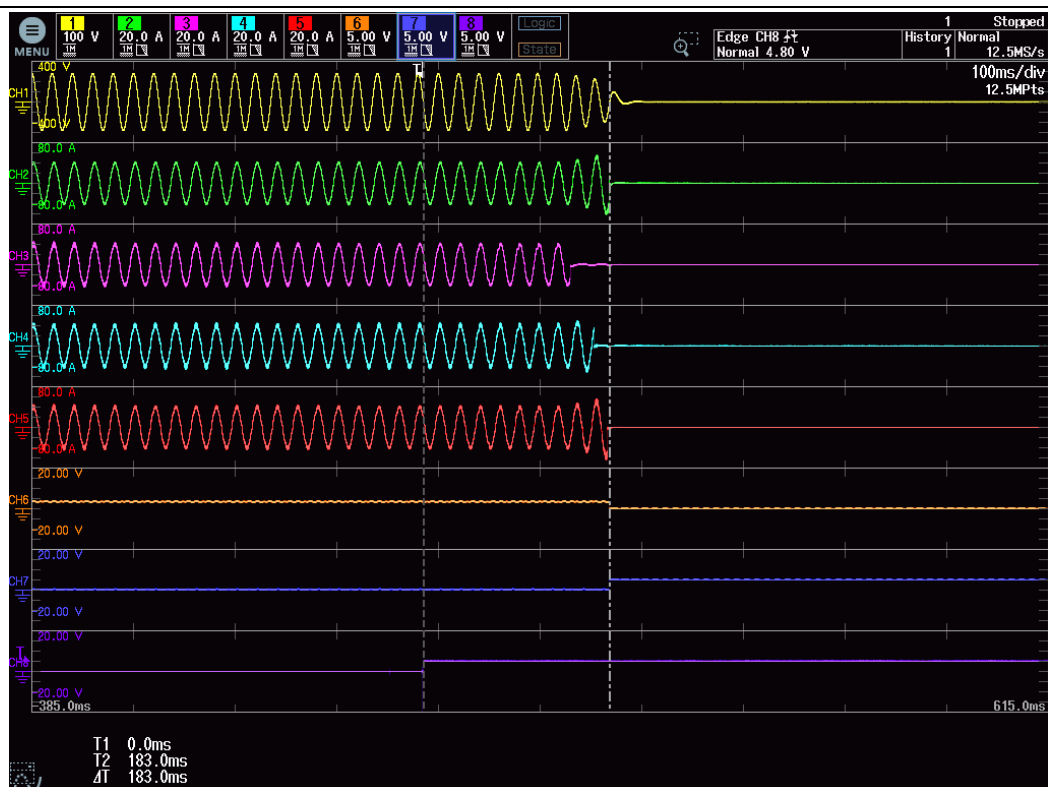 1 2 3 4 5 6 7 8 Logic 1 Stopped
100 V 20.0 A 20.0 A 20.0 A 20.0 A 5.00 V 5.00 V 5.00 V Edge CH8 History Normal
MENU 1M 1M 1M 1M 1M 1M 1M 1M State Normal 4.80 V 1 12.5MS/s
400 V T 100ms/div
CH1 12.5MPts
-400 V
80.0 A
CH2
-80.0 A
80.0 A
CH3
-80.0 A
80.0 A
CH4
-80.0 A
80.0 A
CH5
-80.0 A
20.00 V
CH6
-20.00 V
20.00 V
CH7
-20.00 V
20.00 V
T
CH8
-20.00 V
-385.0ms 615.0ms
T1 0.0ms
T2 183.0ms
ΔT 183.0ms